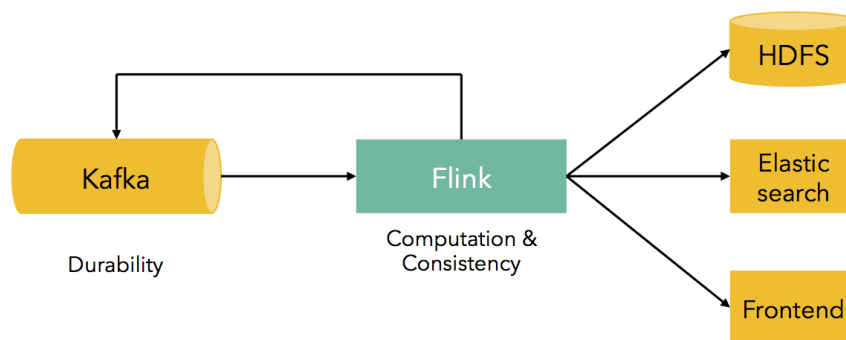 HDFS
Kafka
Flink
Elastic
search
Durability
Computation &
Consistency
Frontend